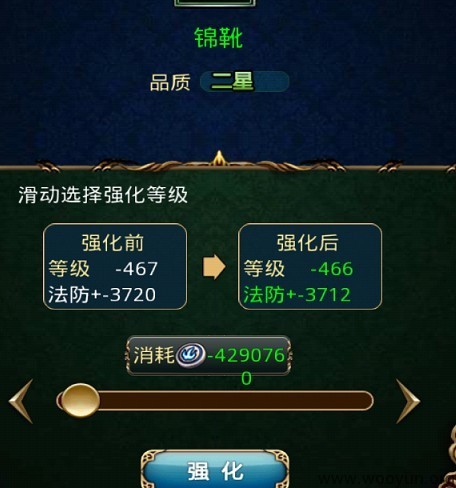 锦靴
品质 二星
滑动选择强化等级
强化前
等级 -467
法防+-3720
强化后
等级 -466
法防+-3712
消耗 -429076
0
强 化